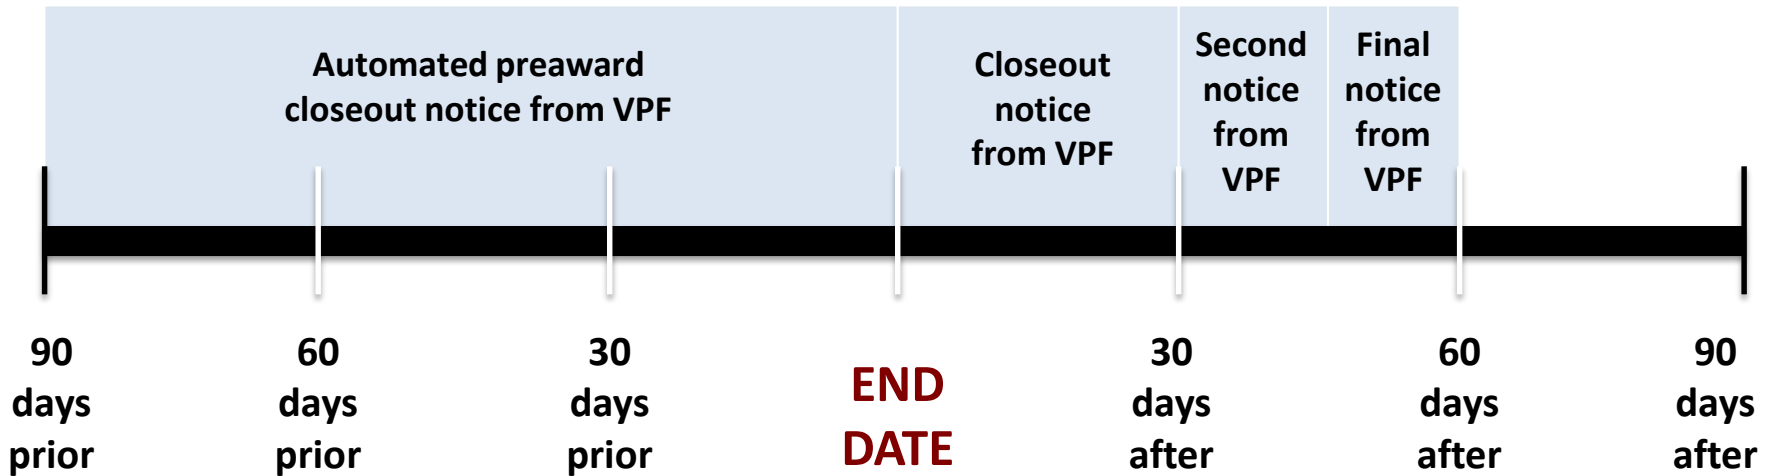 Automated preaward
closeout notice from VPF
Closeout
notice
from VPF
Second
notice
from
VPF
Final
notice
from
VPF
90
days
prior
60
days
prior
30
days
prior
END
DATE
30
days
after
60
days
after
90
days
after